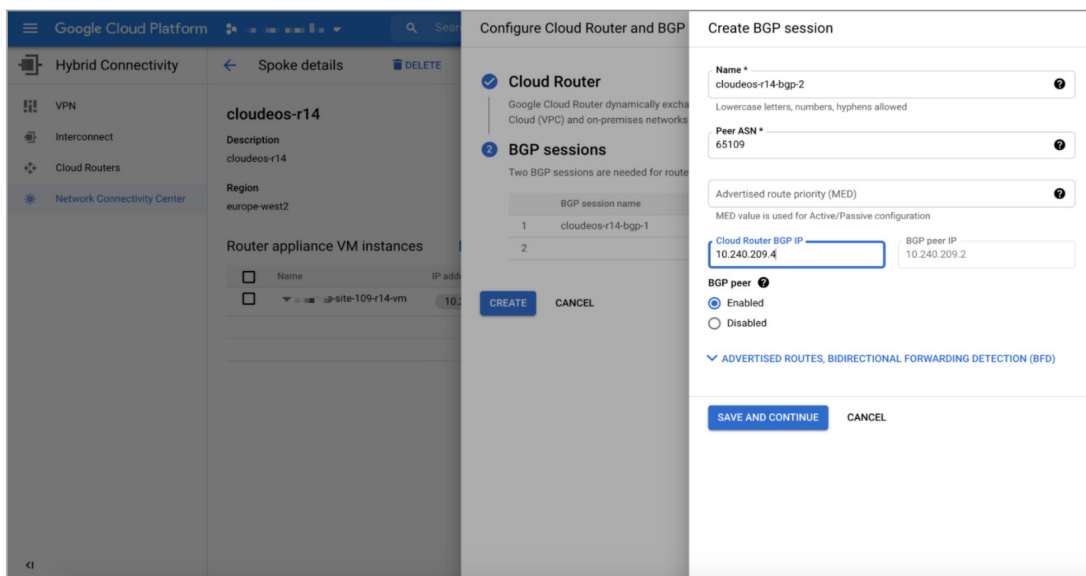 Google Cloud Platform
Sear
Hybrid Connectivity
VPN
Interconnect
Cloud Routers
Network Connectivity Center
Spoke details
DELETE
cloudeos-r14
Description
cloudeos-r14
Region
europe-west2
Router appliance VM instances
Name
IP addr
-site-109-r14-vm
10.2
Configure Cloud Router and BGP
Cloud Router
Google Cloud Router dynamically excha
Cloud (VPC) and on-premises networks
2
BGP sessions
Two BGP sessions are needed for route
BGP session name
1 cloudeos-r14-bgp-1
2
CREATE
CANCEL
Create BGP session
Name *
cloudeos-r14-bgp-2
Lowercase letters, numbers, hyphens allowed
Peer ASN *
65109
Advertised route priority (MED)
MED value is used for Active/Passive configuration
Cloud Router BGP IP
10.240.209.4
BGP peer IP
10.240.209.2
BGP peer
Enabled
Disabled
ADVERTISED ROUTES, BIDIRECTIONAL FORWARDING DETECTION (BFD)
SAVE AND CONTINUE
CANCEL